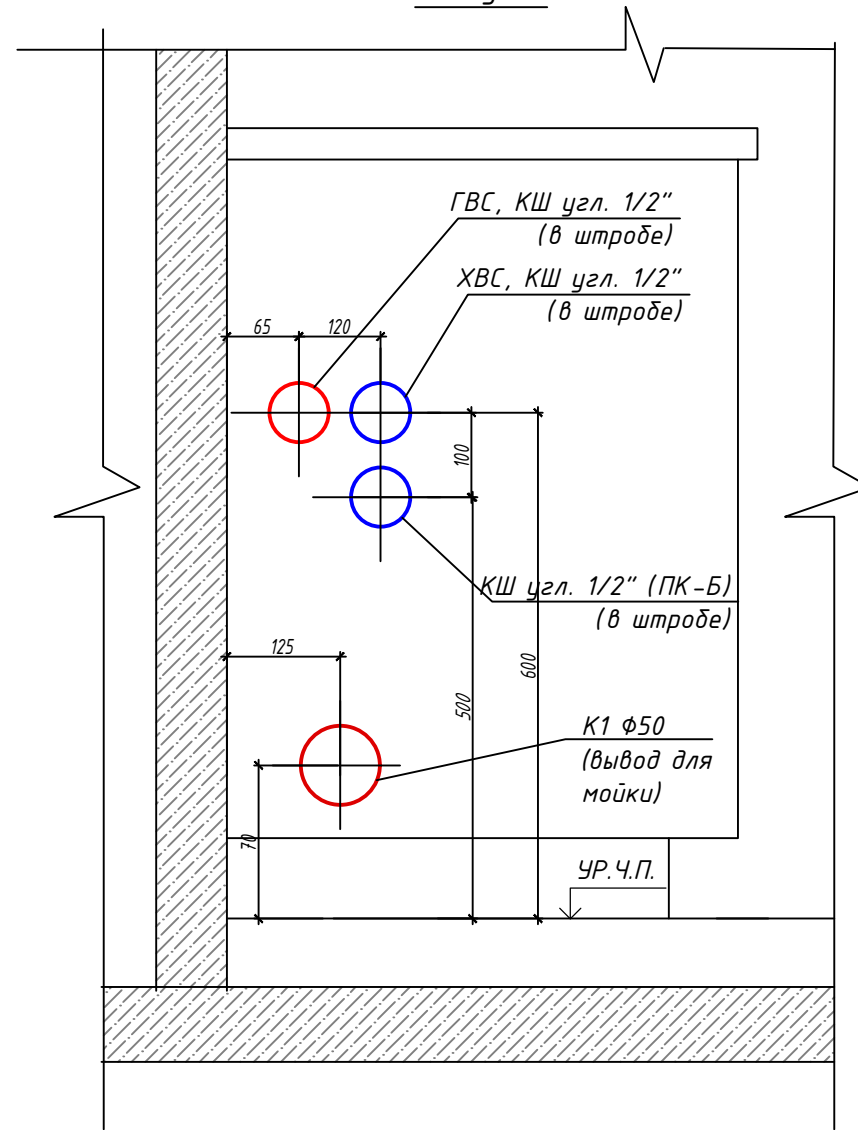 ГВС, КШ угл. 1/2"
(в штробе)
ХВС, КШ угл. 1/2"
(в штробе)
65
120
100
КШ угл. 1/2" (ПК-Б)
(в штробе)
125
600
500
К1 Ф50
(вывод для
мойки)
70
УР.Ч.П.